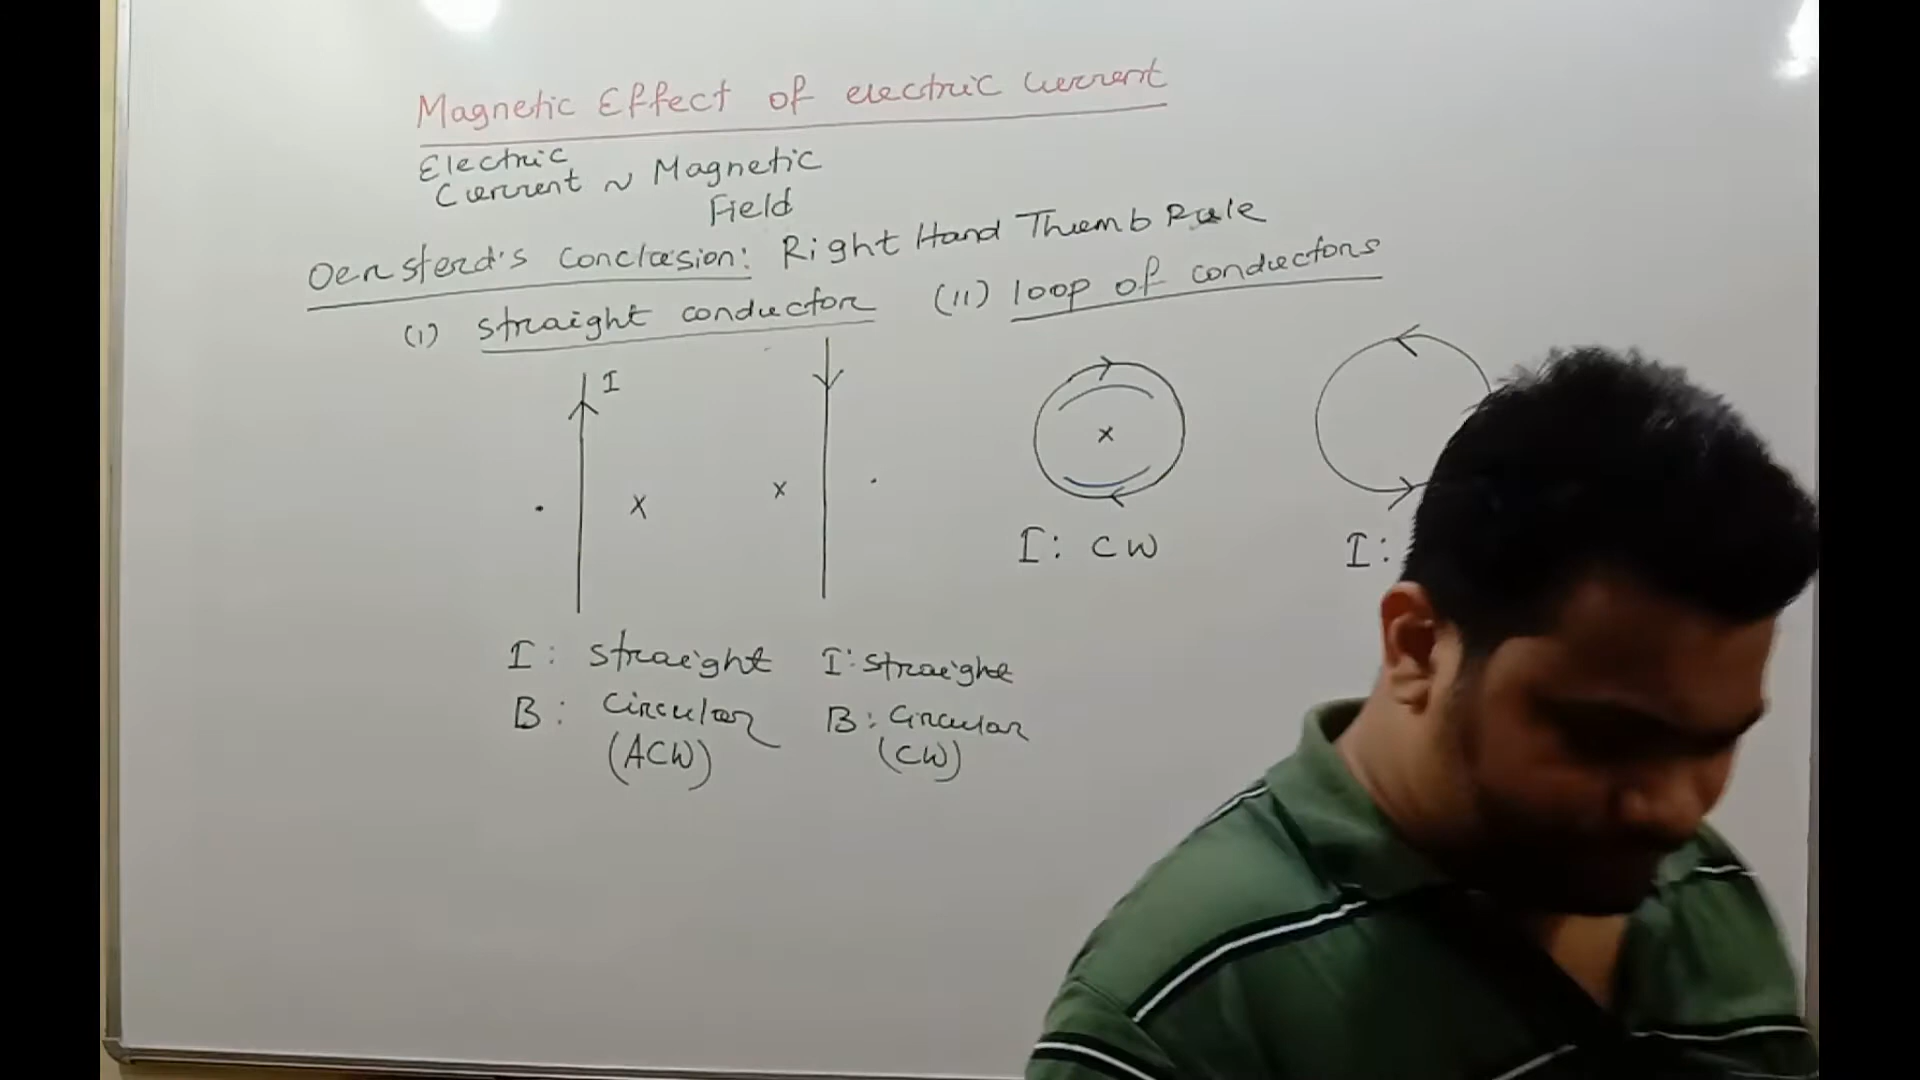 Magnetic Effect of electric Current
Electric
Current ~ Magnetic
Field
Oersterd's Conclusion: Right Hand Thumb Rule
(I) straight conductor (II) loop of conductors
I
. X x .
x
I: CW I:
I: straight I: straight
B: Circular B: Circular
(ACW) (CW)